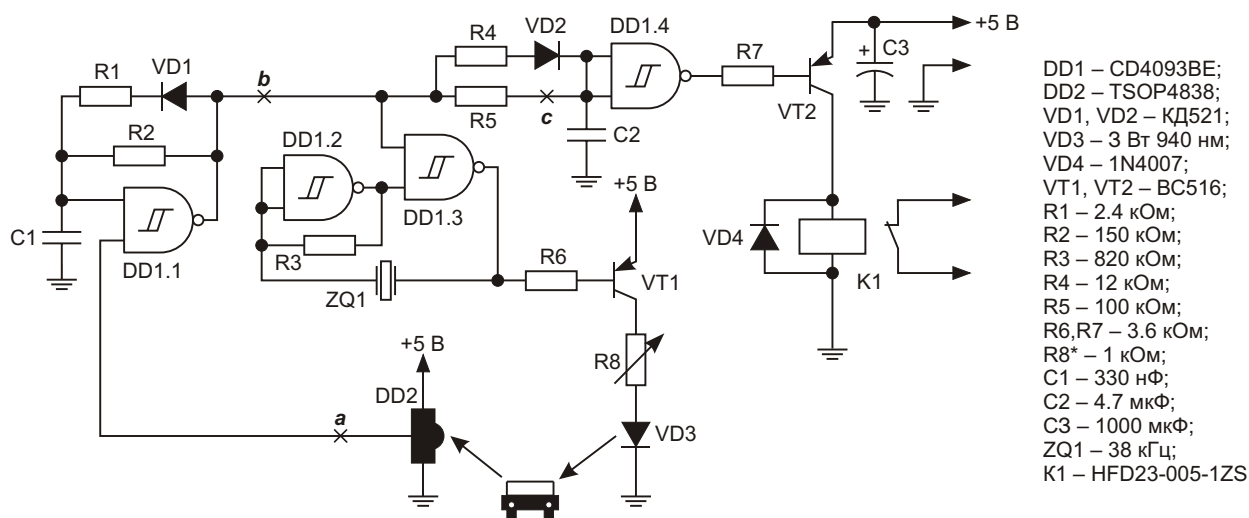 R1
VD1
b
R4
VD2
DD1.4
R7
+5 В
C3
+
VT2
R2
R5
c
C2
DD1.2
DD1.3
C1
DD1.1
R3
ZQ1
R6
+5 В
VT1
VD4
K1
R8
+5 В
DD2
a
VD3
DD1 – CD4093BE;
DD2 – TSOP4838;
VD1, VD2 – КД521;
VD3 – 3 Вт 940 нм;
VD4 – 1N4007;
VT1, VT2 – BC516;
R1 – 2.4 кОм;
R2 – 150 кОм;
R3 – 820 кОм;
R4 – 12 кОм;
R5 – 100 кОм;
R6,R7 – 3.6 кОм;
R8* – 1 кОм;
C1 – 330 нФ;
C2 – 4.7 мкФ;
C3 – 1000 мкФ;
ZQ1 – 38 кГц;
К1 – HFD23-005-1ZS